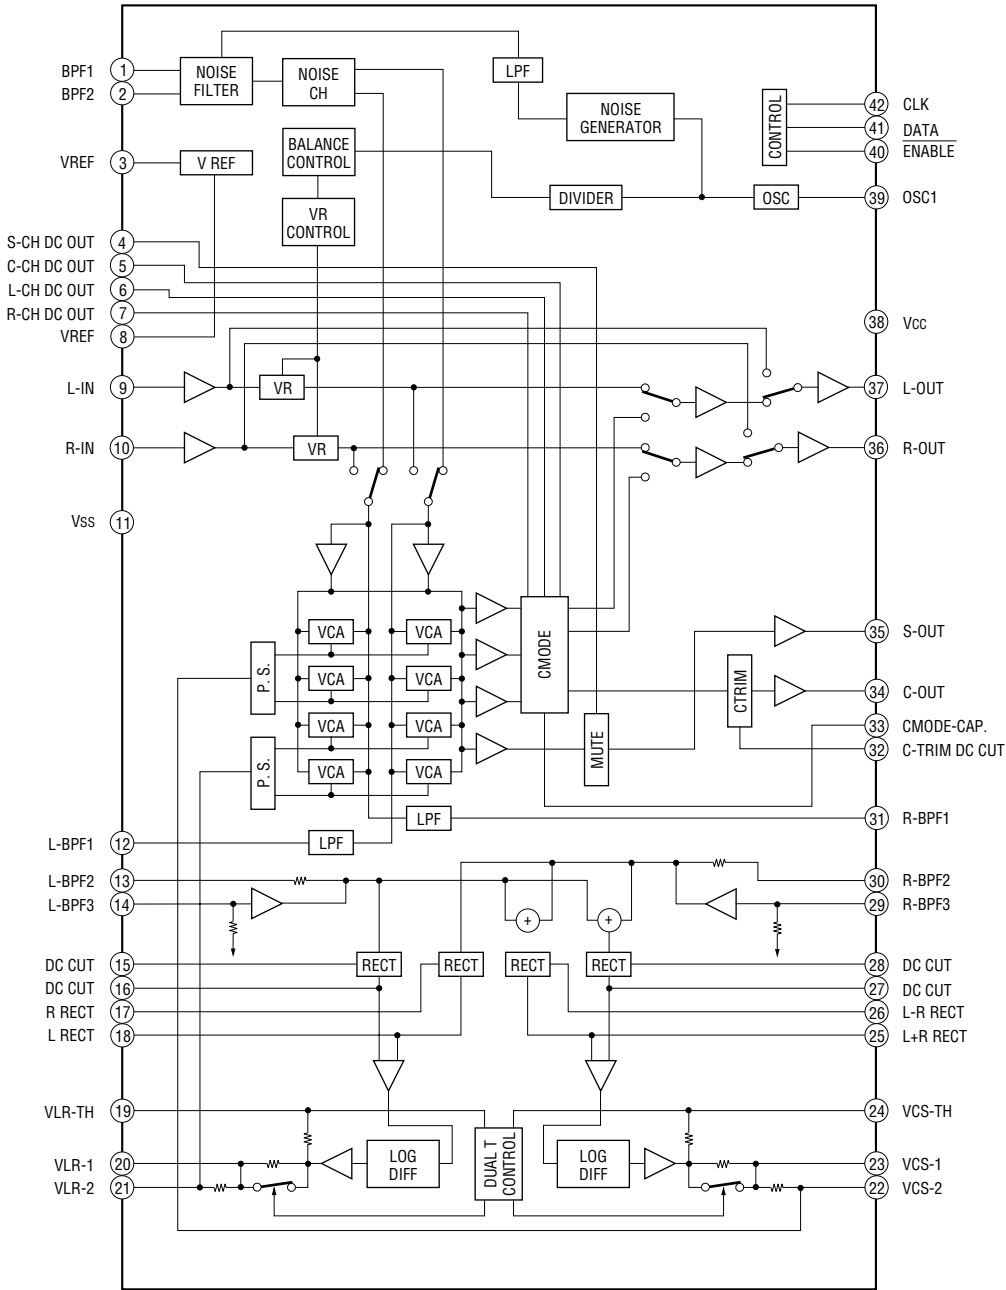 BPF1 1
BPF2 2
VREF 3
S-CH DC OUT 4
C-CH DC OUT 5
L-CH DC OUT 6
R-CH DC OUT 7
VREF 8
L-IN 9
R-IN 10
Vss 11
L-BPF1 12
L-BPF2 13
L-BPF3 14
DC CUT 15
DC CUT 16
R RECT 17
L RECT 18
VLR-TH 19
VLR-1 20
VLR-2 21
NOISE
FILTER
NOISE
CH
LPF
NOISE
GENERATOR
CONTROL
V REF
BALANCE
CONTROL
VR
CONTROL
DIVIDER
OSC
VR
VR
VCA
VCA
VCA
VCA
VCA
VCA
VCA
VCA
P. S.
P. S.
CMODE
MUTE
CTRIM
LPF
LPF
+
+
RECT
RECT
RECT
RECT
LOG
DIFF
DUAL T
CONTROL
LOG
DIFF
42 CLK
41 DATA
40 ENABLE
39 OSC1
38 Vcc
37 L-OUT
36 R-OUT
35 S-OUT
34 C-OUT
33 CMODE-CAP.
32 C-TRIM DC CUT
31 R-BPF1
30 R-BPF2
29 R-BPF3
28 DC CUT
27 DC CUT
26 L-R RECT
25 L+R RECT
24 VCS-TH
23 VCS-1
22 VCS-2